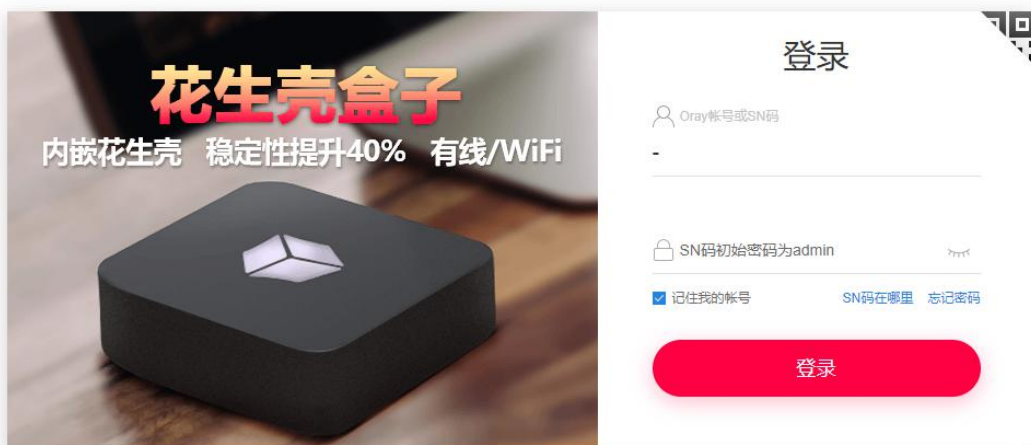 花生壳盒子
内嵌花生壳 稳定性提升40% 有线/WiFi
登录
Oray帐号或SN码
-
SN码初始密码为admin
记住我的帐号 SN码在哪里 忘记密码
登录